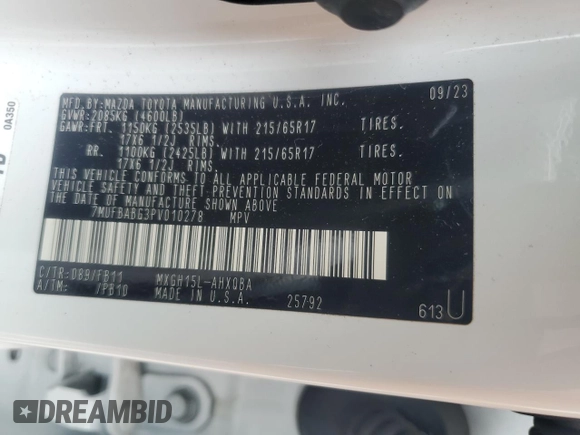 MFD.BY:MAZDA TOYOTA MANUFACTURING U.S.A. INC. 09/23
GVWR:2085KG (4600LB)
GAWR:FRT. 1150KG (2535LB) WITH 215/65R17 TIRES.
17X6 1/2J RIMS.
RR. 1100KG (2425LB) WITH 215/65R17 TIRES.
17X6 1/2J RIMS.
THIS VEHICLE CONFORMS TO ALL APPLICABLE FEDERAL MOTOR
VEHICLE SAFETY AND THEFT PREVENTION STANDARDS IN EFFECT ON
THE DATE OF MANUFACTURE SHOWN ABOVE.
7MUFBABG3PV010278 MPV
C/TR:089/FB11 MXGH15L-AHXQBA
A/TM: /PB10 MADE IN U.S.A. 25792
613U
0A350
DREAMBID